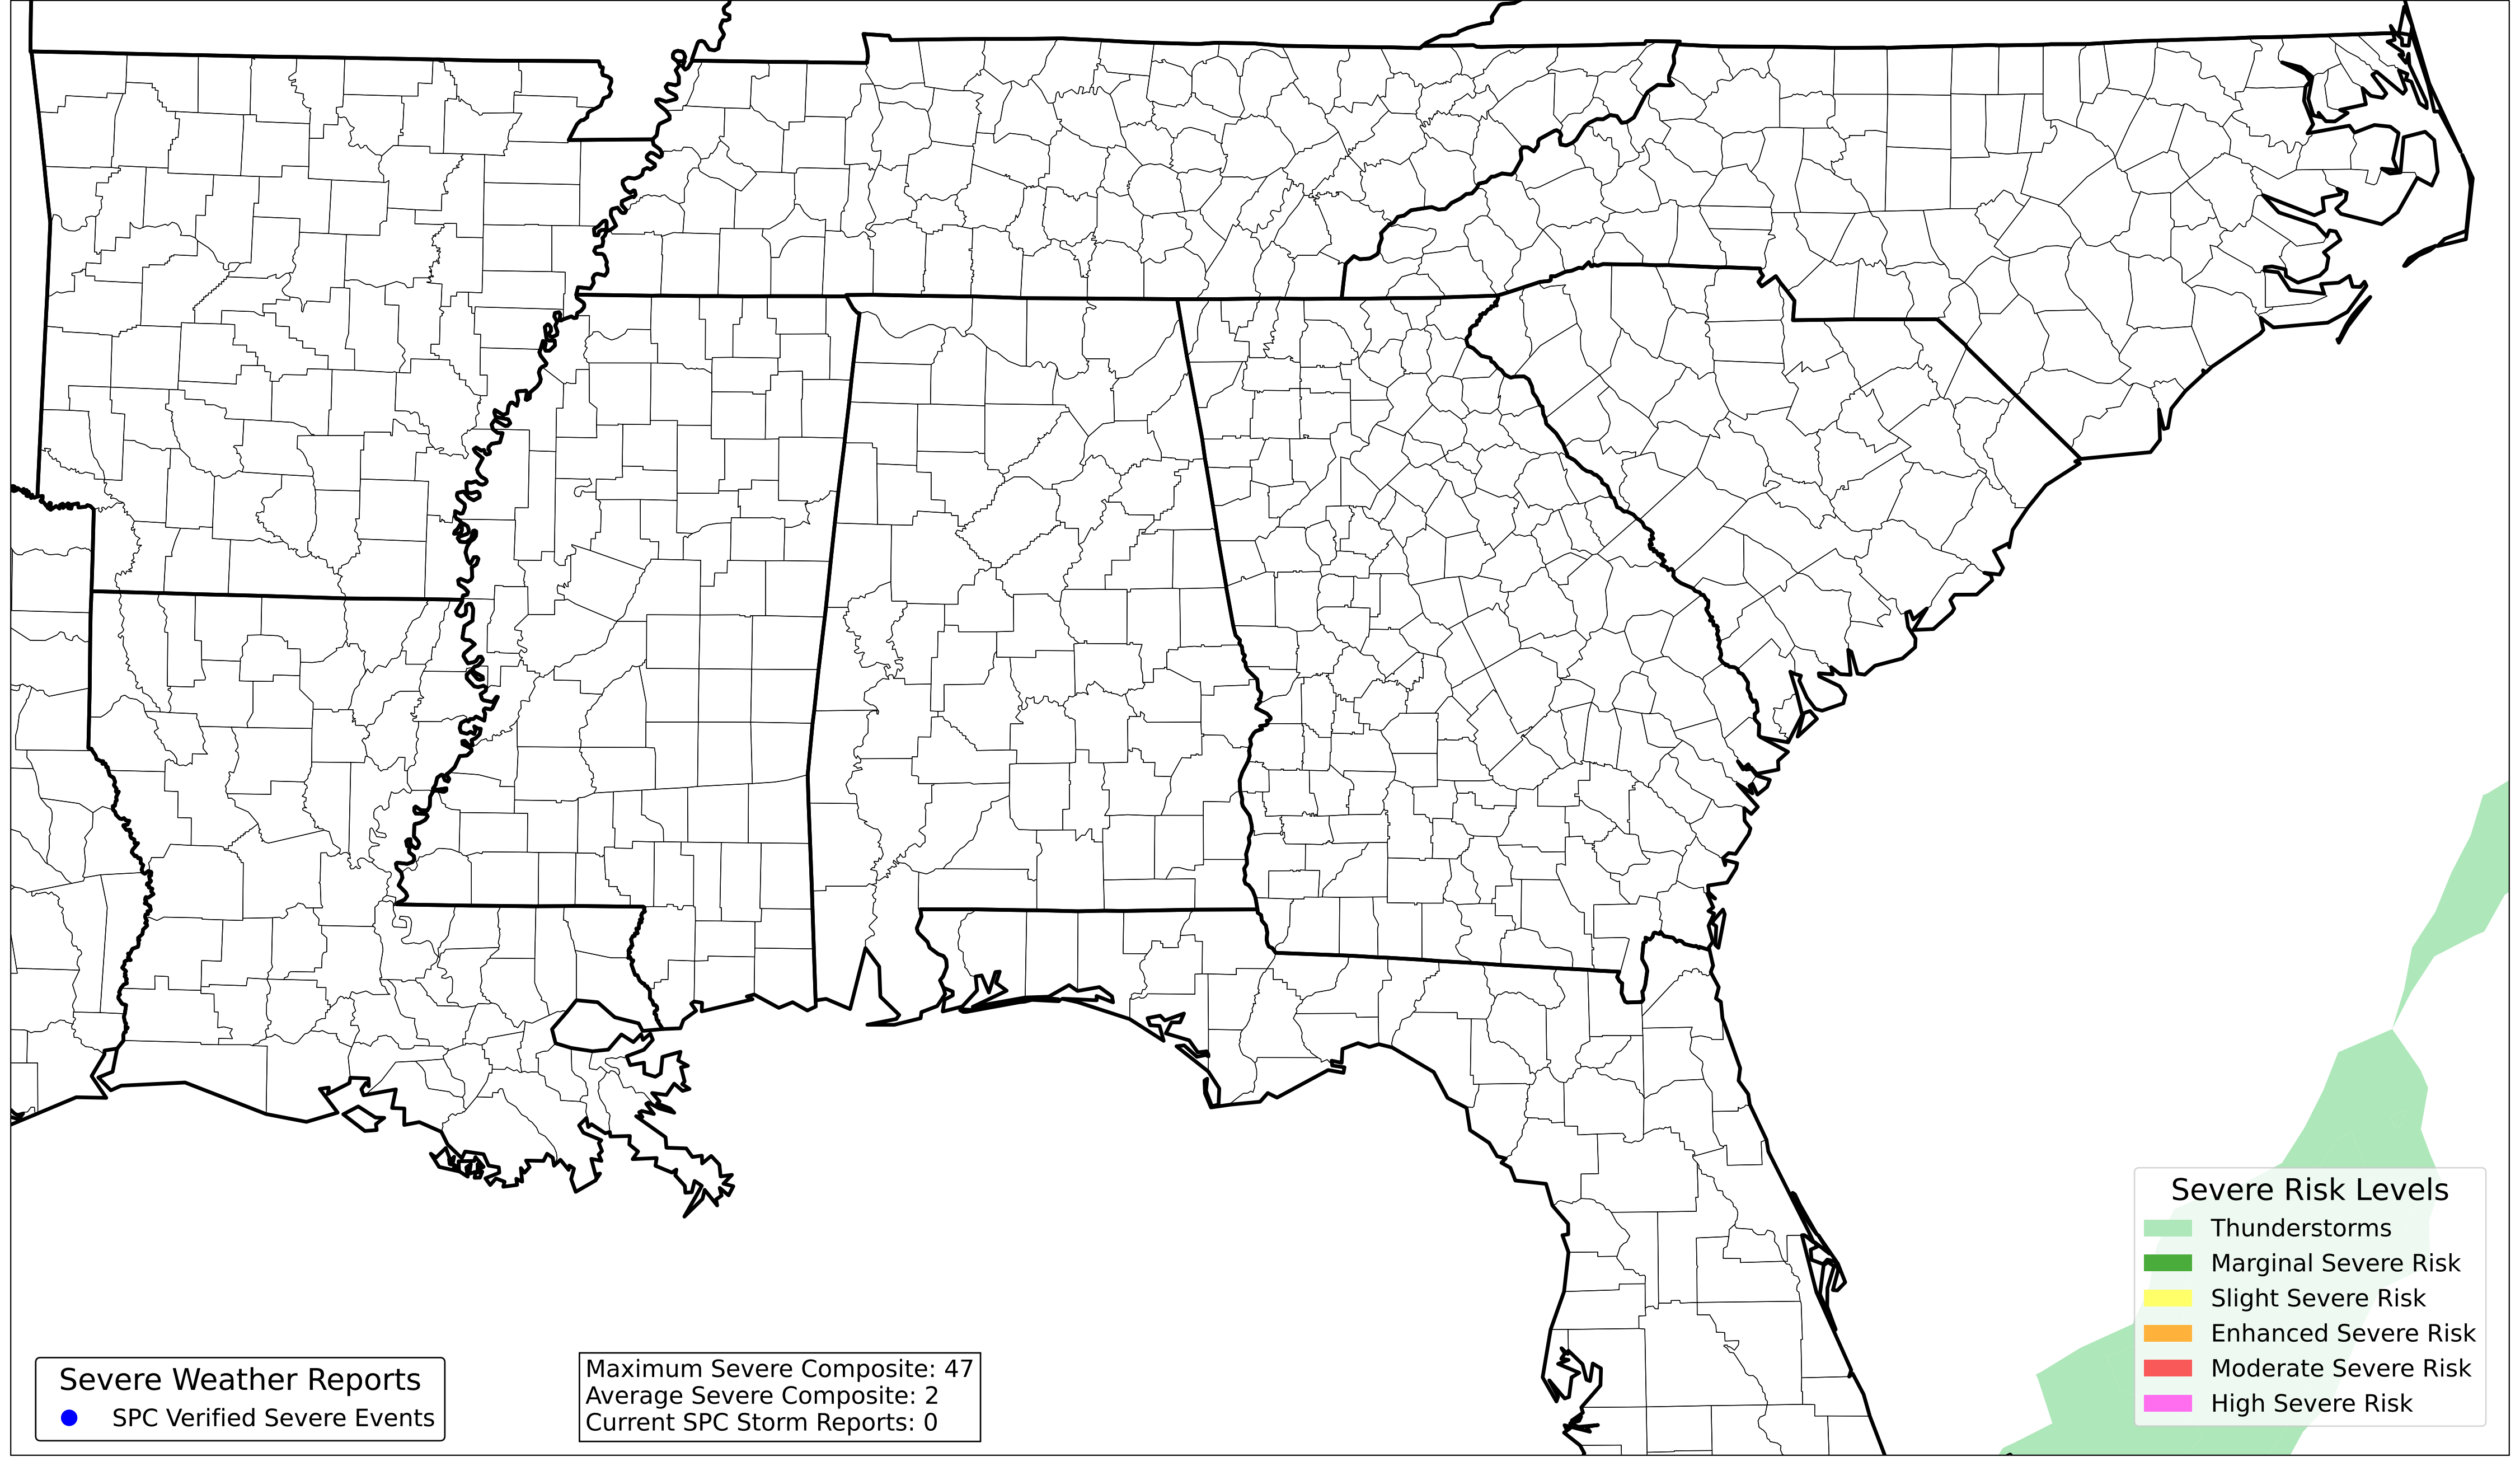 Severe Risk Levels
Thunderstorms
Marginal Severe Risk
Slight Severe Risk
Enhanced Severe Risk
Moderate Severe Risk
High Severe Risk
Severe Weather Reports
SPC Verified Severe Events
Maximum Severe Composite: 47
Average Severe Composite: 2
Current SPC Storm Reports: 0